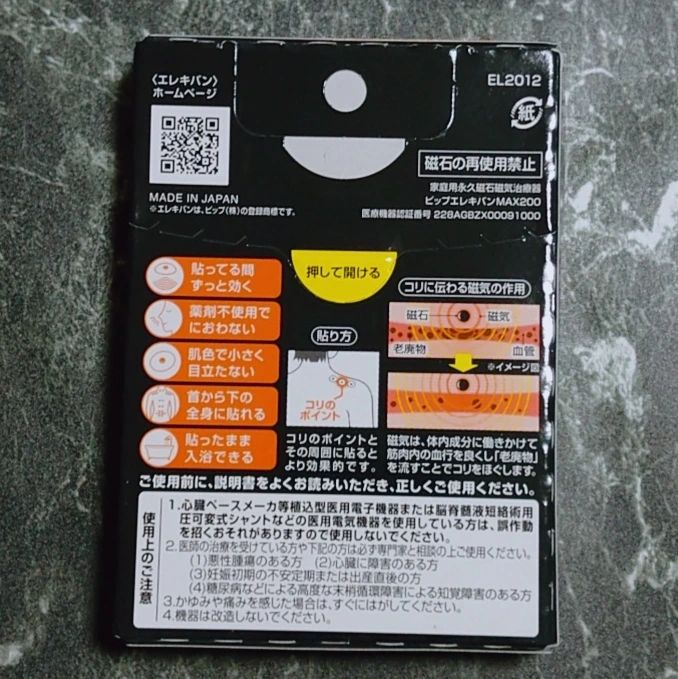 〈エレキバン〉
ホームページ
EL2012
紙
磁石の再使用禁止
MADE IN JAPAN
※エレキバンは、ピップ(株)の登録商標です。
家庭用永久磁石磁気治療器
ピップエレキバンMAX200
医療機器認証番号 228AGBZX00091000
押して開ける
貼ってる間
ずっと効く
薬剤不使用で
におわない
肌色で小さく
目立たない
首から下の
全身に貼れる
貼ったまま
入浴できる
貼り方
コリの
ポイント
コリのポイントと
その周囲に貼ると
より効果的です。
コリに伝わる磁気の作用
磁石
磁気
老廃物
血管
※イメージ図
磁気は、体内成分に働きかけて
筋肉内の血行を良くし「老廃物」
を流すことでコリをほぐします。
ご使用前に、説明書をよくお読みいただき、正しくご使用ください。
使用上のご注意
1.心臓ペースメーカ等植込型医用電子機器または脳脊髄液短絡術用
圧可変式シャントなどの医用電気機器を使用している方は、誤作動
を招くおそれがありますので使用しないでください。
2.医師の治療を受けている方や下記の方は必ず専門家と相談の上ご使用ください。
(1)悪性腫瘍のある方 (2)心臓に障害のある方
(3)妊娠初期の不安定期または出産直後の方
(4)糖尿病などによる高度な末梢循環障害による知覚障害のある方
3.かゆみや痛みを感じた場合は、すぐにはがしてください。
4.機器は改造しないでください。